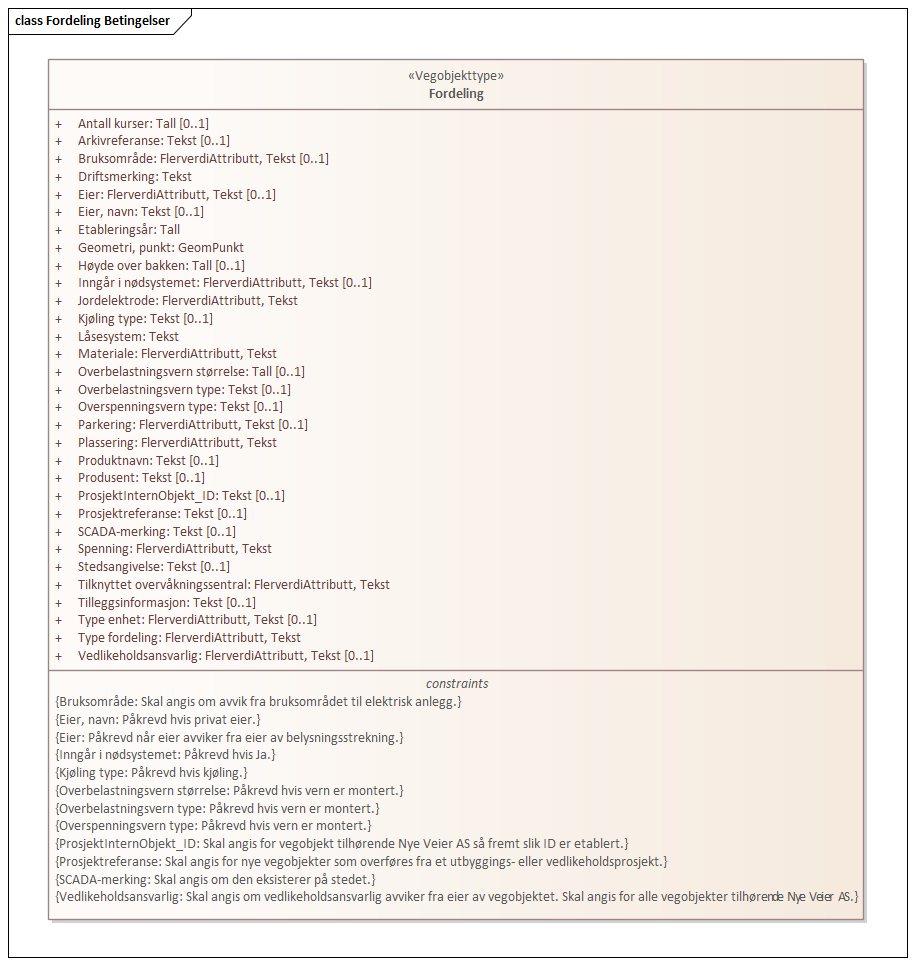 class Fordeling Betingelser
«Vegobjekttype»
Fordeling
+ Antall kurser: Tall [0..1]
+ Arkivreferanse: Tekst [0..1]
+ Bruksområde: FlerverdiAttributt, Tekst [0..1]
+ Driftsmerking: Tekst
+ Eier: FlerverdiAttributt, Tekst [0..1]
+ Eier, navn: Tekst [0..1]
+ Etableringsår: Tall
+ Geometri, punkt: GeomPunkt
+ Høyde over bakken: Tall [0..1]
+ Inngår i nødsystemet: FlerverdiAttributt, Tekst [0..1]
+ Jordelektrode: FlerverdiAttributt, Tekst
+ Kjøling type: Tekst [0..1]
+ Låsesystem: Tekst
+ Materiale: FlerverdiAttributt, Tekst
+ Overbelastningsvern størrelse: Tall [0..1]
+ Overbelastningsvern type: Tekst [0..1]
+ Overspenningsvern type: Tekst [0..1]
+ Parkering: FlerverdiAttributt, Tekst [0..1]
+ Plassering: FlerverdiAttributt, Tekst
+ Produktnavn: Tekst [0..1]
+ Produsent: Tekst [0..1]
+ ProsjektInternObjekt_ID: Tekst [0..1]
+ Prosjektreferanse: Tekst [0..1]
+ SCADA-merking: Tekst [0..1]
+ Spenning: FlerverdiAttributt, Tekst
+ Stedsangivelse: Tekst [0..1]
+ Tilknyttet overvåkningssentral: FlerverdiAttributt, Tekst
+ Tilleggsinformasjon: Tekst [0..1]
+ Type enhet: FlerverdiAttributt, Tekst [0..1]
+ Type fordeling: FlerverdiAttributt, Tekst
+ Vedlikeholdsansvarlig: FlerverdiAttributt, Tekst [0..1]
constraints
{Bruksområde: Skal angis om avvik fra bruksområdet til elektrisk anlegg.}
{Eier, navn: Påkrevd hvis privat eier.}
{Eier: Påkrevd når eier avviker fra eier av belysningsstrekning.}
{Inngår i nødsystemet: Påkrevd hvis Ja.}
{Kjøling type: Påkrevd hvis kjøling.}
{Overbelastningsvern størrelse: Påkrevd hvis vern er montert.}
{Overbelastningsvern type: Påkrevd hvis vern er montert.}
{Overspenningsvern type: Påkrevd hvis vern er montert.}
{ProsjektInternObjekt_ID: Skal angis for vegobjekt tilhørende Nye Veier AS så fremt slik ID er etablert.}
{Prosjektreferanse: Skal angis for nye vegobjekter som overføres fra et utbyggings- eller vedlikeholdsprosjekt.}
{SCADA-merking: Skal angis om den eksisterer på stedet.}
{Vedlikeholdsansvarlig: Skal angis om vedlikeholdsansvarlig avviker fra eier av vegobjektet. Skal angis for alle vegobjekter tilhørende Nye Veier AS.}